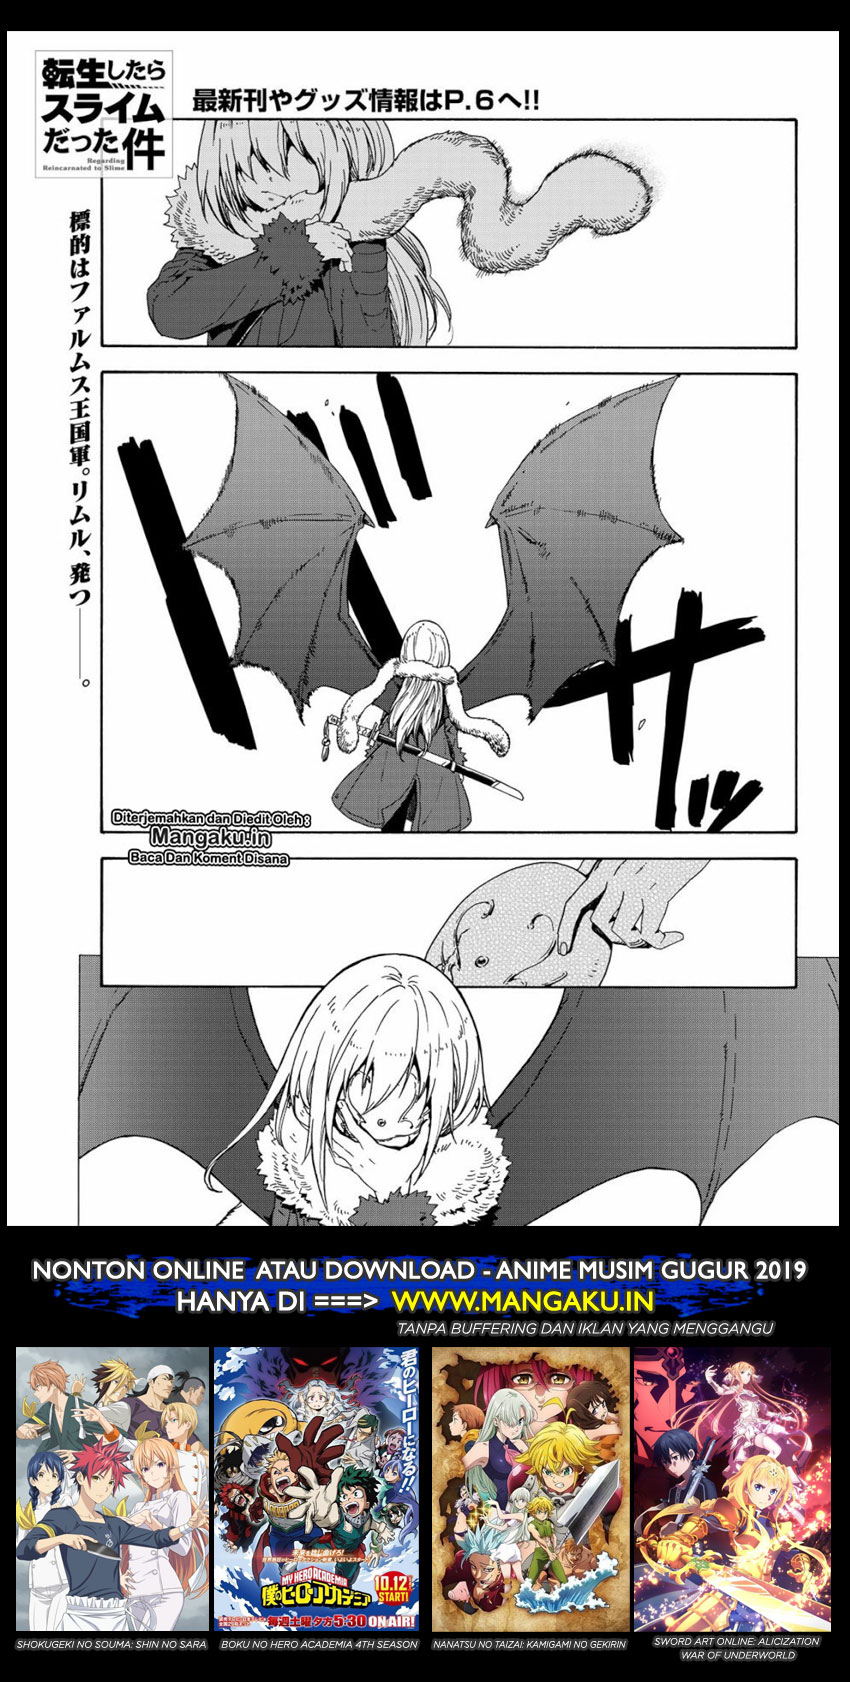 転生したら
スライム
だった件
Regarding
Reincarnated to Slime
最新刊やグッズ情報はP.6へ!!
標的はファルムス王国軍。リムル、発つ――。
バサッ
Diterjemahkan dan Diedit Oleh :
Mangaku.in
Baca Dan Koment Disana
NONTON ONLINE ATAU DOWNLOAD - ANIME MUSIM GUGUR 2019
HANYA DI ===> WWW.MANGAKU.IN
TANPA BUFFERING DAN IKLAN YANG MENGGANGU
君のヒーローになる!!
MY HERO ACADEMIA
僕のヒーローアカデミア
10.12 START!
毎週土曜 夕方5:30 ON AIR!
SHOKUGEKI NO SOUMA: SHIN NO SARA
BOKU NO HERO ACADEMIA 4TH SEASON
NANATSU NO TAIZAI: KAMIGAMI NO GEKIRIN
SWORD ART ONLINE: ALICIZATION
WAR OF UNDERWORLD